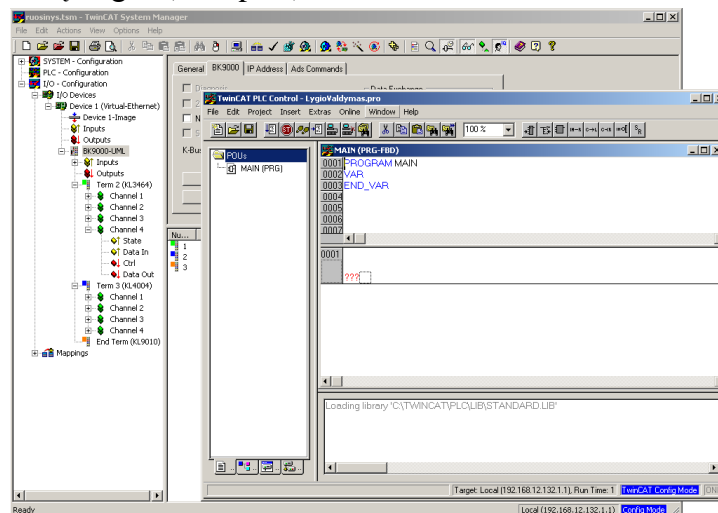 ruosinys.tsm - TwinCAT System Manager
File Edit Actions View Options Help
SYSTEM - Configuration
PLC - Configuration
I/O - Configuration
I/O Devices
Device 1 (Virtual-Ethernet)
Device 1-Image
Inputs
Outputs
BK9000-UML
Inputs
Outputs
Term 2 (KL3464)
Channel 1
Channel 2
Channel 3
Channel 4
State
Data In
Ctrl
Data Out
Term 3 (KL4004)
Channel 1
Channel 2
Channel 3
Channel 4
End Term (KL9010)
Mappings
General BK9000 IP Address Ads Commands
K-Bus
Nu...
1
2
3
TwinCAT PLC Control - LygioValdymas.pro
File Edit Project Insert Extras Online Window Help
100 %
POUs
MAIN (PRG)
MAIN (PRG-FBD)
0001 PROGRAM MAIN
0002 VAR
0003 END_VAR
0004
0005
0006
0007
0001
???
Loading library 'C:\TWINCAT\PLC\LIB\STANDARD.LIB'
Target: Local (192.168.12.132.1.1), Run Time: 1 TwinCAT Config Mode
Ready
Local (192.168.12.132.1.1) Config Mode